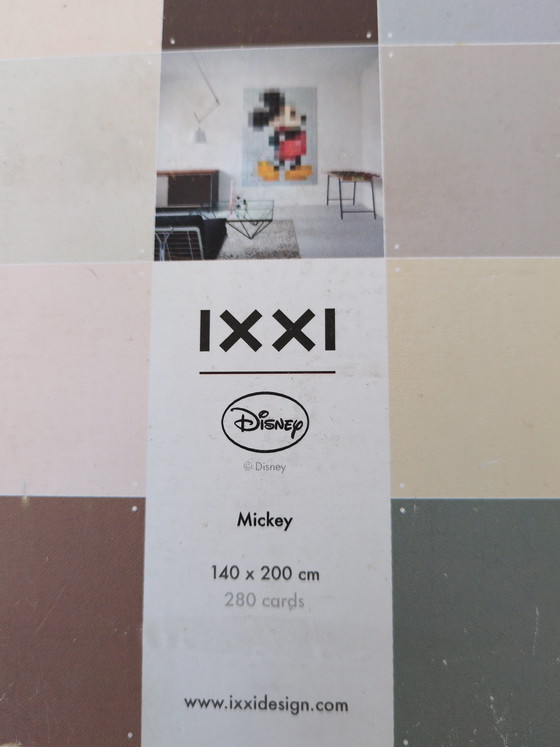 IXXI
Disney
© Disney
Mickey
140 x 200 cm
280 cards
www.ixxidesign.com